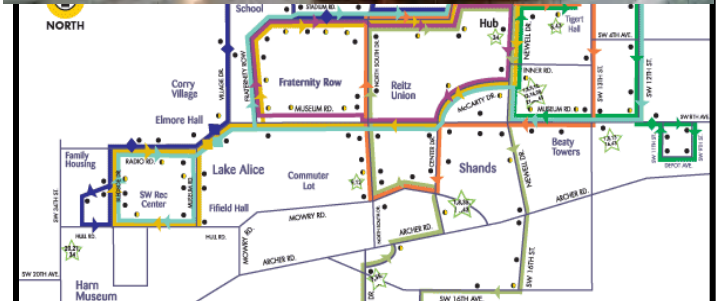 NORTH
School
STADIUM RD.
Hub
Tigert
Hall
SW 6TH AVE.
NEWELL DR.
SW 13TH ST.
SW 12TH ST.
INNER RD.
Corry
Village
VILLAGE DR.
FRATERNITY ROW
Fraternity Row
NORTH SOUTH DR.
Reitz
Union
McCARTY DR.
MUSEUM RD.
MUSEUM RD.
Elmore Hall
SW 8TH AVE.
SW 11TH ST.
DEPOT AVE.
Family
Housing
RADIO RD.
Lake Alice
Commuter
Lot
CENTER DR.
Shands
NEWELL DR.
Beaty
Towers
SW Rec
Center
MUSEUM RD.
Fifield Hall
MOWRY RD.
ARCHER RD.
ARCHER RD.
HULL RD.
HULL RD.
MOWRY RD.
ARCHER RD.
SW 16TH ST.
SW 20TH AVE.
Harn
Museum
DR
SW 16TH AVE.